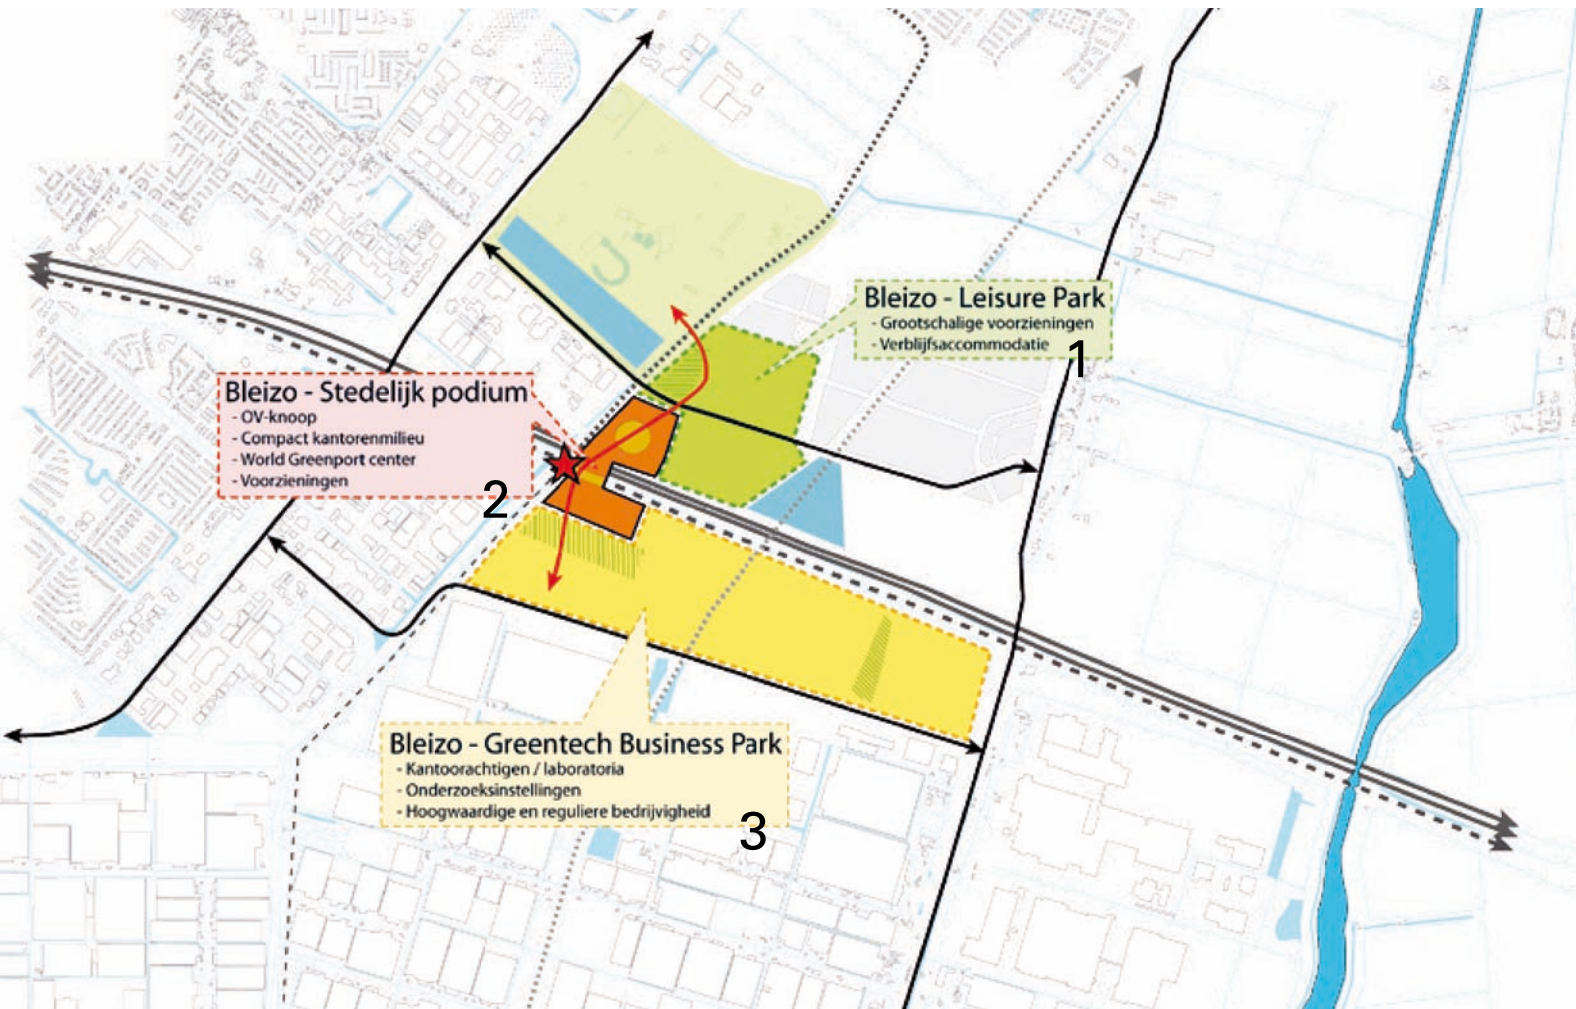 Bleizo - Leisure Park
- Grootschalige voorzieningen
- Verblijfsaccommodatie
1
Bleizo - Stedelijk podium
- OV-knoop
- Compact kantorenmilieu
- World Greenport center
- Voorzieningen
2
Bleizo - Greentech Business Park
- Kantoorachtigen / laboratoria
- Onderzoeksinstellingen
- Hoogwaardige en reguliere bedrijvigheid
3